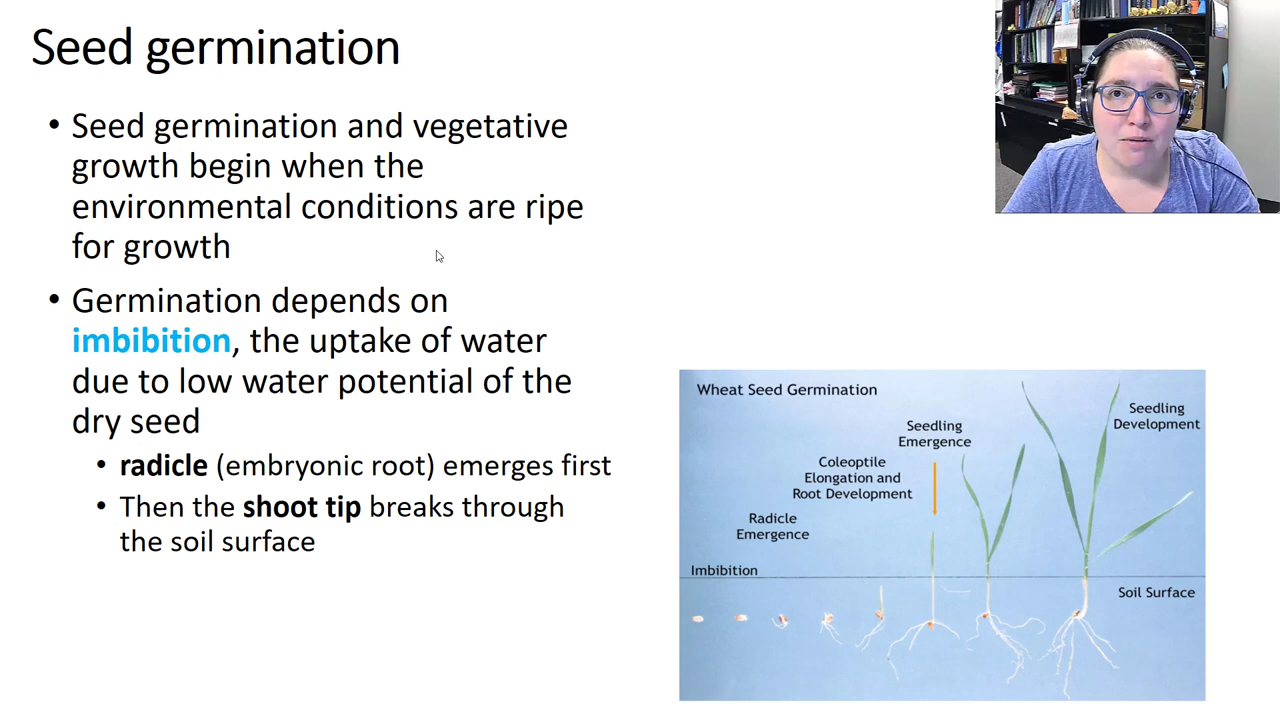 Seed germination
• Seed germination and vegetative
growth begin when the
environmental conditions are ripe
for growth
• Germination depends on
imbibition, the uptake of water
due to low water potential of the
dry seed
• radicle (embryonic root) emerges first
• Then the shoot tip breaks through
the soil surface
Wheat Seed Germination
Seedling
Development
Seedling
Emergence
Coleoptile
Elongation and
Root Development
Radicle
Emergence
Imbibition
Soil Surface